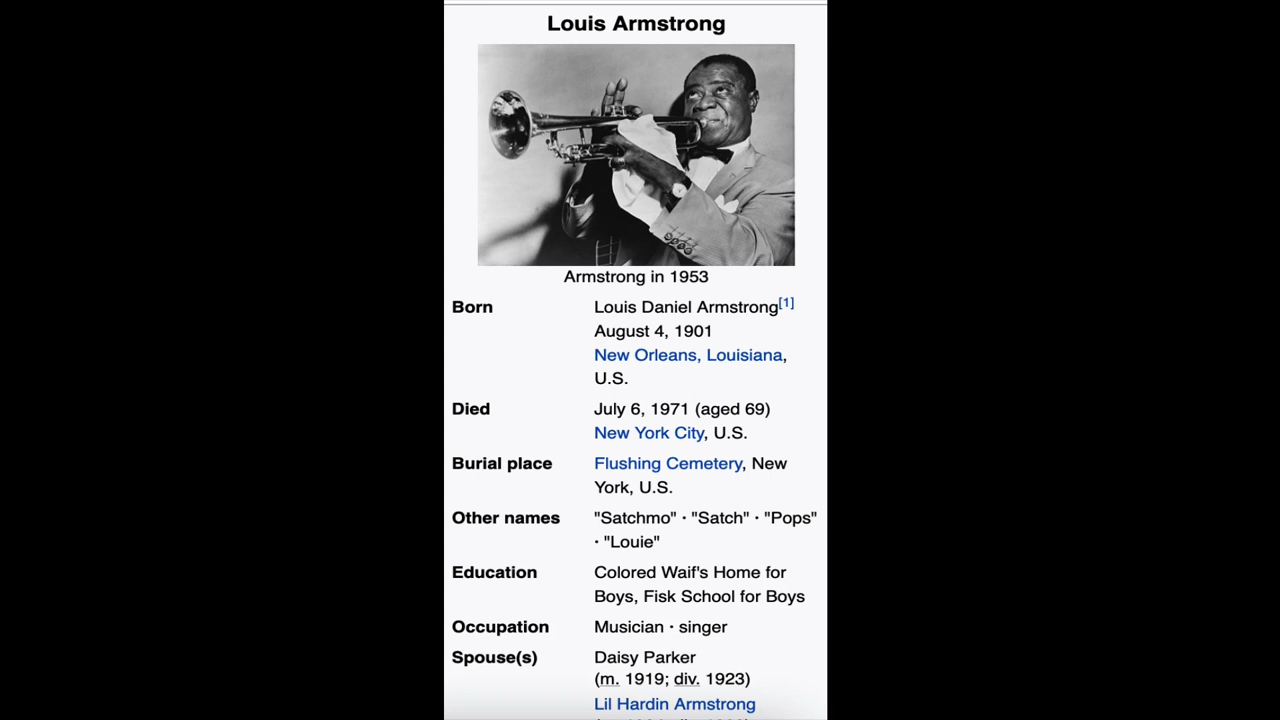 Louis Armstrong
Armstrong in 1953
Born Louis Daniel Armstrong[1]
August 4, 1901
New Orleans, Louisiana,
U.S.
Died July 6, 1971 (aged 69)
New York City, U.S.
Burial place Flushing Cemetery, New
York, U.S.
Other names "Satchmo" · "Satch" · "Pops"
· "Louie"
Education Colored Waif's Home for
Boys, Fisk School for Boys
Occupation Musician · singer
Spouse(s) Daisy Parker
(m. 1919; div. 1923)
Lil Hardin Armstrong